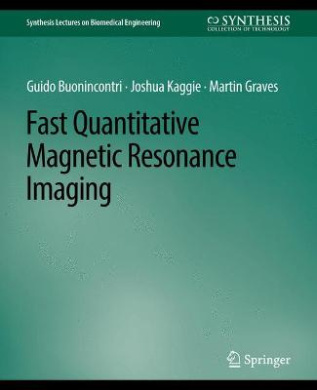 Synthesis Lectures on Biomedical Engineering
SYNTHESIS
COLLECTION OF TECHNOLOGY
Guido Buonincontri · Joshua Kaggie · Martin Graves
Fast Quantitative
Magnetic Resonance
Imaging
Springer